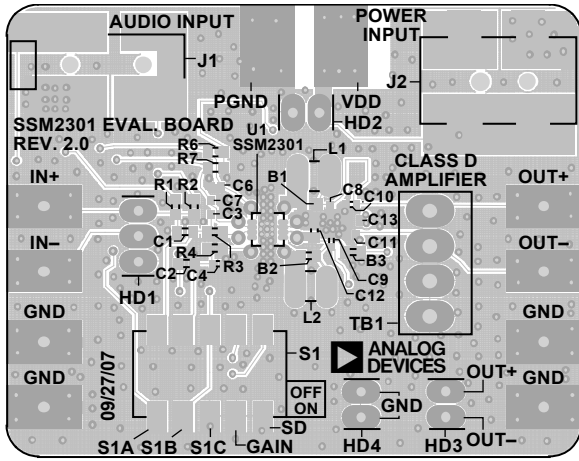 AUDIO INPUT
POWER
INPUT
J1
J2
PGND
VDD
SSM2301 EVAL. BOARD
REV. 2.0
U1
HD2
SSM2301
R6
R7
L1
CLASS D
AMPLIFIER
IN+
OUT+
R1
R2
C6
C7
C3
B1
C8
C10
C13
IN–
OUT–
C1
R4
R3
C2
C4
B2
C11
B3
C9
C12
HD1
GND
GND
L2
TB1
S1
ANALOG
DEVICES
GND
GND
09/27/07
OFF
ON
OUT+
GND
SD
S1A
S1B
S1C
GAIN
HD4
HD3
OUT–